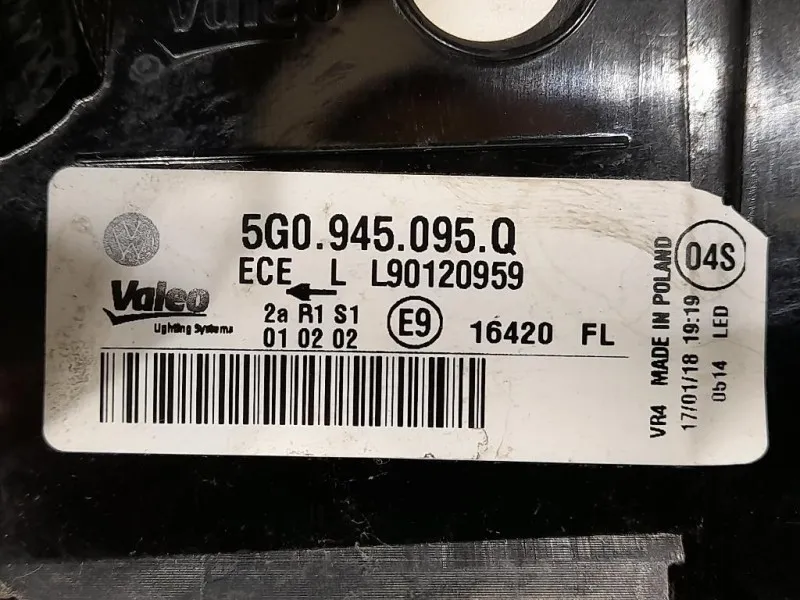 Valeo
5G0.945.095.Q
ECE L L90120959
Valeo
Lighting Systems
2a R1 S1
01 02 02
E9
16420 FL
04S
VR4 MADE IN POLAND
17/01/18 19:19
0514 LED